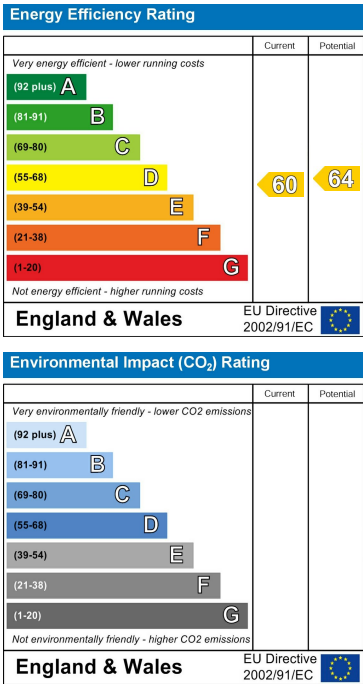 Energy Efficiency Rating
Current Potential
Very energy efficient - lower running costs
(92 plus) A
(81-91) B
(69-80) C
(55-68) D
60 64
(39-54) E
(21-38) F
(1-20) G
Not energy efficient - higher running costs
England & Wales
EU Directive
2002/91/EC
Environmental Impact (CO₂) Rating
Current Potential
Very environmentally friendly - lower CO2 emissions
(92 plus) A
(81-91) B
(69-80) C
(55-68) D
(39-54) E
(21-38) F
(1-20) G
Not environmentally friendly - higher CO2 emissions
England & Wales
EU Directive
2002/91/EC